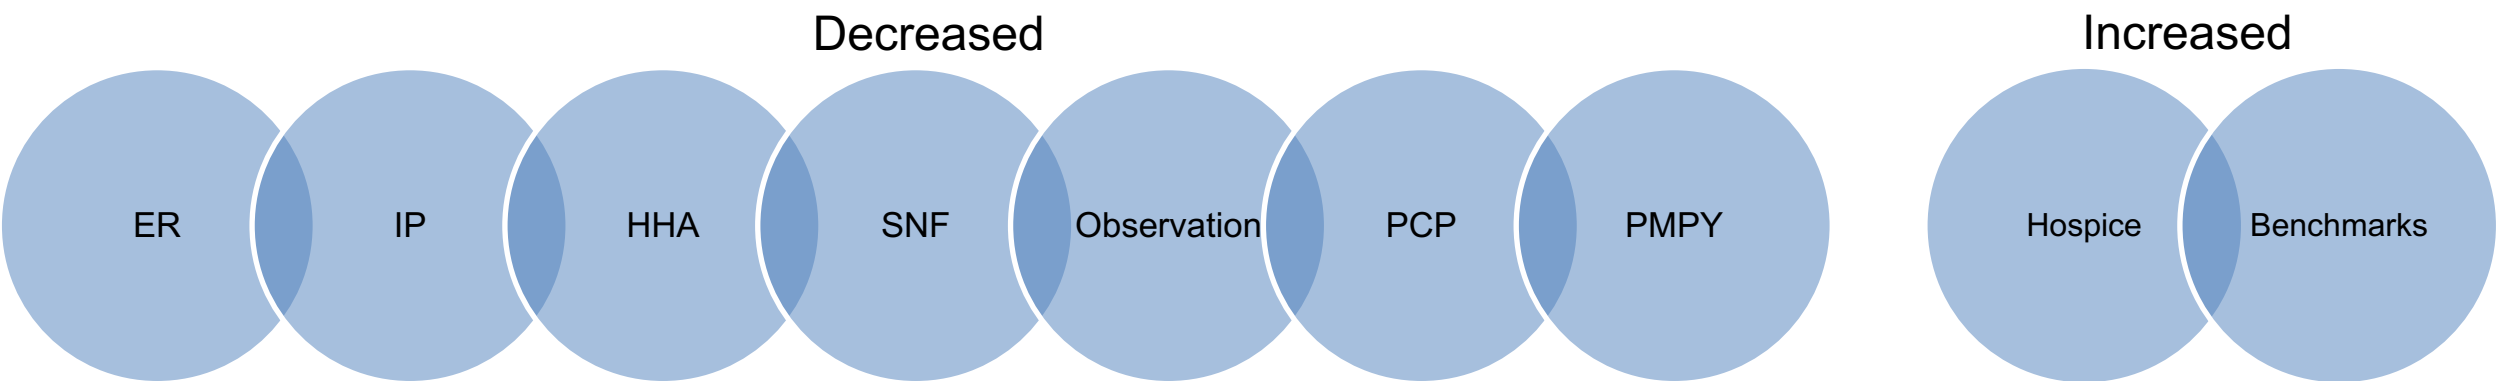 Decreased
ER
IP
HHA
SNF
Observation
PCP
PMPY
Increased
Hospice
Benchmarks